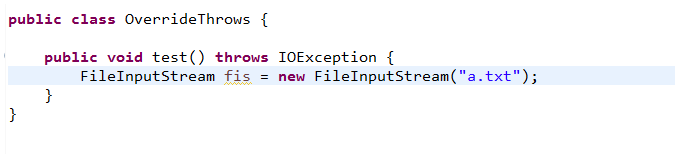 public class OverrideThrows {
public void test() throws IOException {
FileInputStream fis = new FileInputStream("a.txt");
}
}